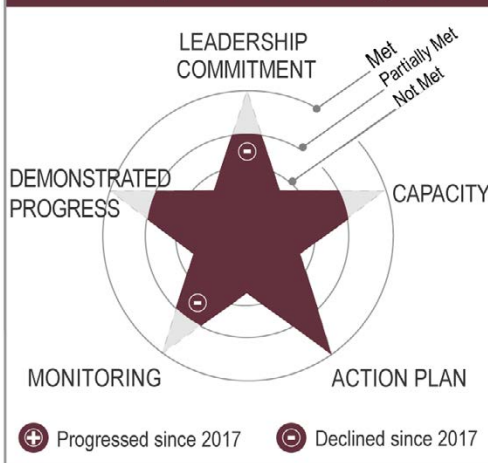 LEADERSHIP
COMMITMENT
Met
Partially Met
Not Met
DEMONSTRATED
PROGRESS
CAPACITY
MONITORING
ACTION PLAN
Progressed since 2017
Declined since 2017